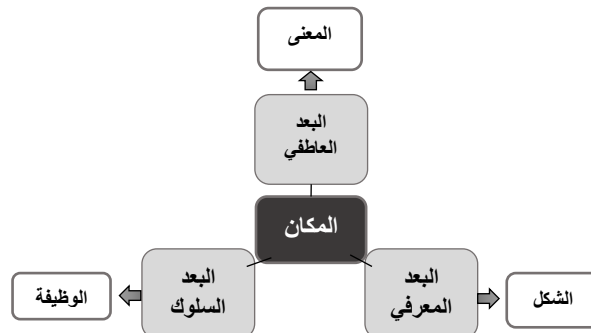 المعنى
البعد
العاطفي
المكان
البعد
المعرفي
الشكل
البعد
السلوك
الوظيفة